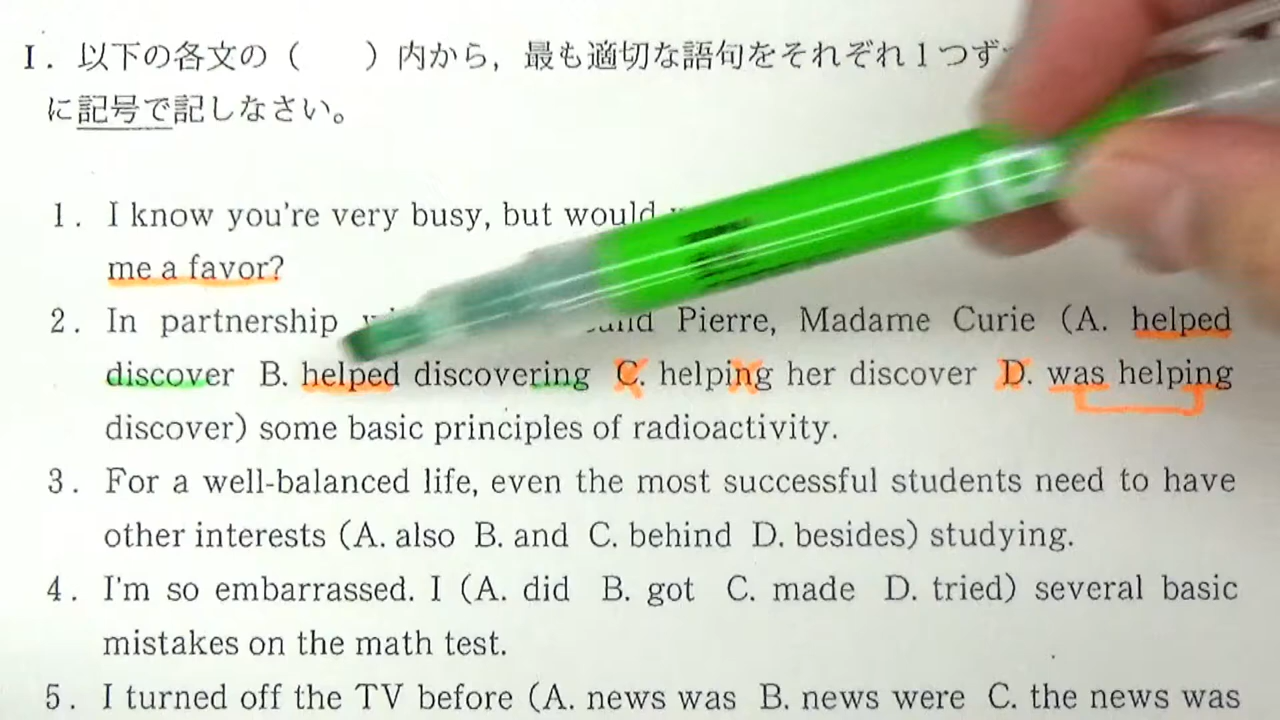 I. 以下の各文の（　　）内から，最も適切な語句をそれぞれ１つず
に記号で記しなさい。
1. I know you're very busy, but would
me a favor?
2. In partnership Pierre, Madame Curie (A. helped
discover B. helped discovering C. helping her discover D. was helping
discover) some basic principles of radioactivity.
3. For a well-balanced life, even the most successful students need to have
other interests (A. also B. and C. behind D. besides) studying.
4. I'm so embarrassed. I (A. did B. got C. made D. tried) several basic
mistakes on the math test.
5. I turned off the TV before (A. news was B. news were C. the news was